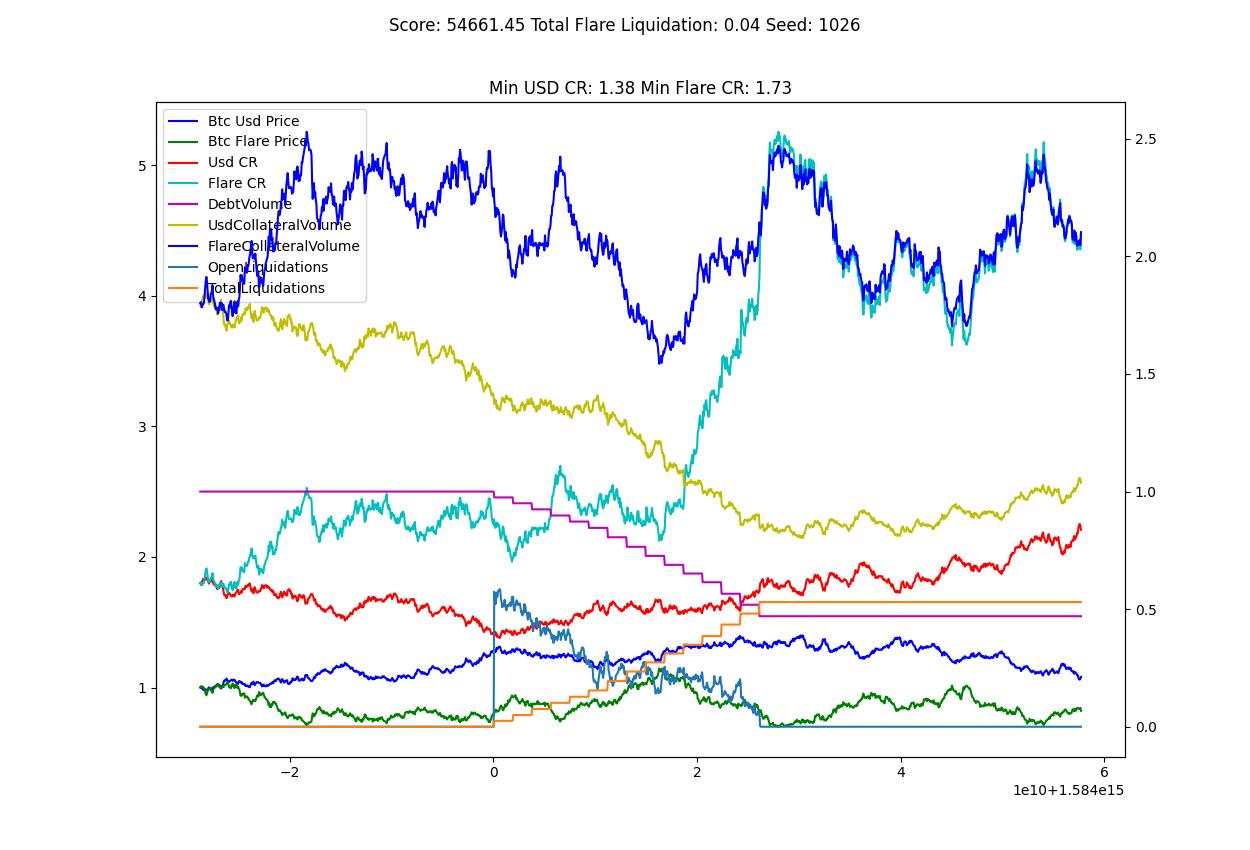 Score: 54661.45 Total Flare Liquidation: 0.04 Seed: 1026
Min USD CR: 1.38 Min Flare CR: 1.73
Btc Usd Price
Btc Flare Price
Usd CR
Flare CR
DebtVolume
UsdCollateralVolume
FlareCollateralVolume
OpenLiquidations
TotalLiquidations
5
4
3
2
1
2.5
2.0
1.5
1.0
0.5
0.0
−2
0
2
4
6
1e10+1.584e15